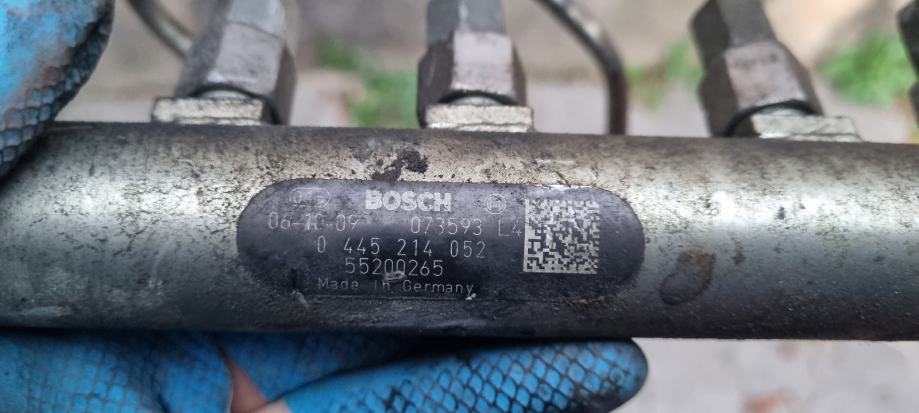 BOSCH
06-10-09 073593 L4
0 445 214 052
55200265
Made in Germany